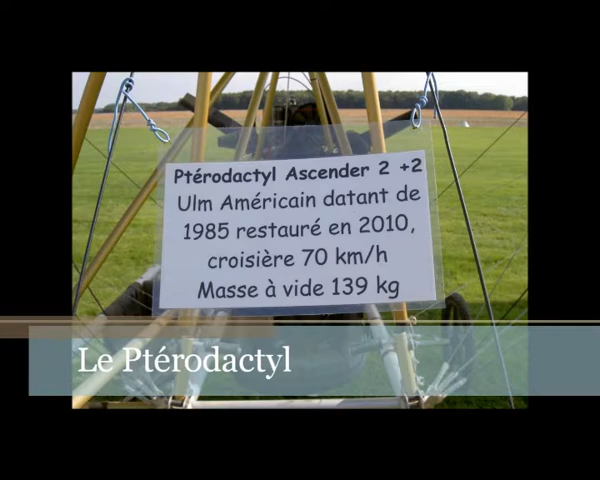 Ptérodactyl Ascender 2 +2
Ulm Américain datant de
1985 restauré en 2010,
croisière 70 km/h
Masse à vide 139 kg
Le Ptérodactyl